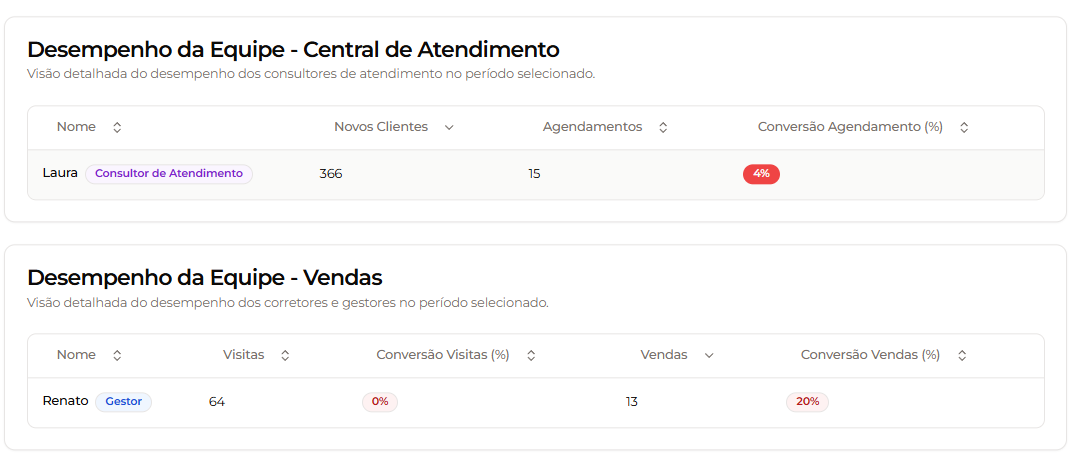 Desempenho da Equipe - Central de Atendimento
Visão detalhada do desempenho dos consultores de atendimento no período selecionado.
Nome Novos Clientes Agendamentos Conversão Agendamento (%)
Laura Consultor de Atendimento 366 15 4%
Desempenho da Equipe - Vendas
Visão detalhada do desempenho dos corretores e gestores no período selecionado.
Nome Visitas Conversão Visitas (%) Vendas Conversão Vendas (%)
Renato Gestor 64 0% 13 20%